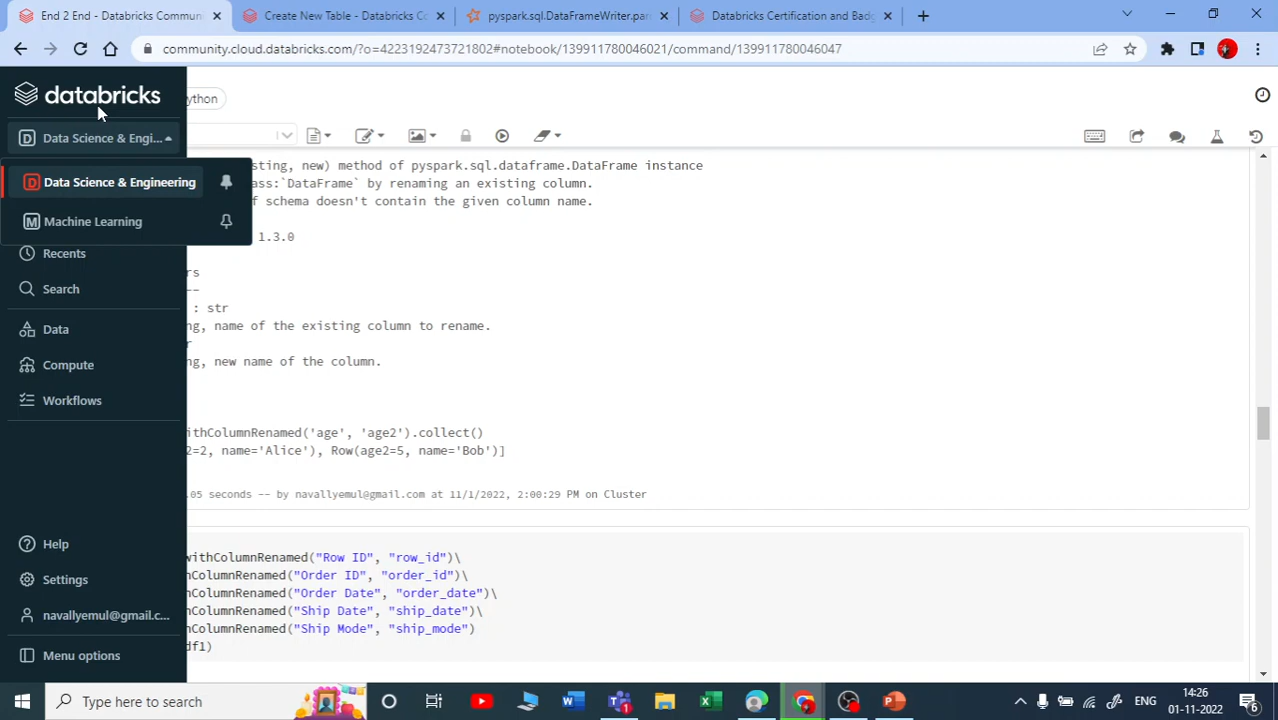 End 2 End - Databricks Commun
Create New Table - Databricks Co
pyspark.sql.DataFrameWriter.par
Databricks Certification and Badg
community.cloud.databricks.com/?o=4223192473721802#notebook/139911780046021/command/139911780046047
databricks
ython
Data Science & Engi...
Data Science & Engineering
Machine Learning
Recents
Search
Data
Compute
Workflows
Help
Settings
navallyemul@gmail.c...
Menu options
sting, new) method of pyspark.sql.dataframe.DataFrame instance
ass:`DataFrame` by renaming an existing column.
f schema doesn't contain the given column name.
1.3.0
rs
--
: str
ng, name of the existing column to rename.
r
ng, new name of the column.
ithColumnRenamed('age', 'age2').collect()
2=2, name='Alice'), Row(age2=5, name='Bob')]
.05 seconds -- by navallyemul@gmail.com at 11/1/2022, 2:00:29 PM on Cluster
withColumnRenamed("Row ID", "row_id")\
nColumnRenamed("Order ID", "order_id")\
nColumnRenamed("Order Date", "order_date")\
nColumnRenamed("Ship Date", "ship_date")\
nColumnRenamed("Ship Mode", "ship_mode")
df1)
Type here to search
ENG
14:26
01-11-2022
6